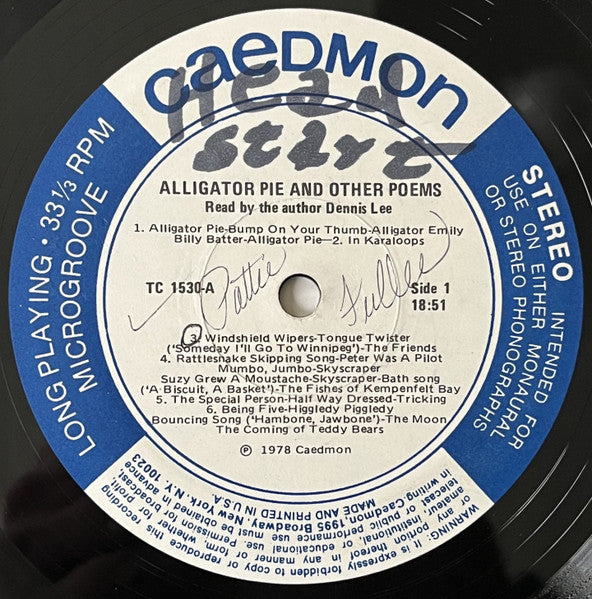 CAEDMON
Head
Start
ALLIGATOR PIE AND OTHER POEMS
Read by the author Dennis Lee
1. Alligator Pie-Bump On Your Thumb-Alligator Emily
Billy Batter-Alligator Pie—2. In Karaloops
TC 1530-A
Side 1
18:51
Pattie
Fuller
3. Windshield Wipers-Tongue Twister
('Someday I'll Go To Winnipeg')-The Friends
4. Rattleshake Skipping Song-Peter Was A Pilot
Mumbo, Jumbo-Skyscraper
Suzy Grew A Moustache-Skyscraper-Bath song
('A Biscuit, A Basket')-The Fishes of Kempenfelt Bay
5. The Special Person-Half Way Dressed-Tricking
6. Being Five-Higgledy Piggledy
Bouncing Song ('Hambone, Jawbone')-The Moon
The Coming of Teddy Bears
Ⓟ 1978 Caedmon
LONG PLAYING · 33⅓ RPM
MICROGROOVE
STEREO
INTENDED FOR
USE ON EITHER MONAURAL
OR STEREO PHONOGRAPHS
WARNING: It is expressly forbidden to copy or reproduce this recording
or any portion thereof in any manner or form, not for profit,
amateur, institutional or educational use. Permission for broadcast,
telecast or public performance use must be obtained in advance
in writing. Caedmon, 1995 Broadway, New York, N.Y. 10023
MADE AND PRINTED IN U.S.A.